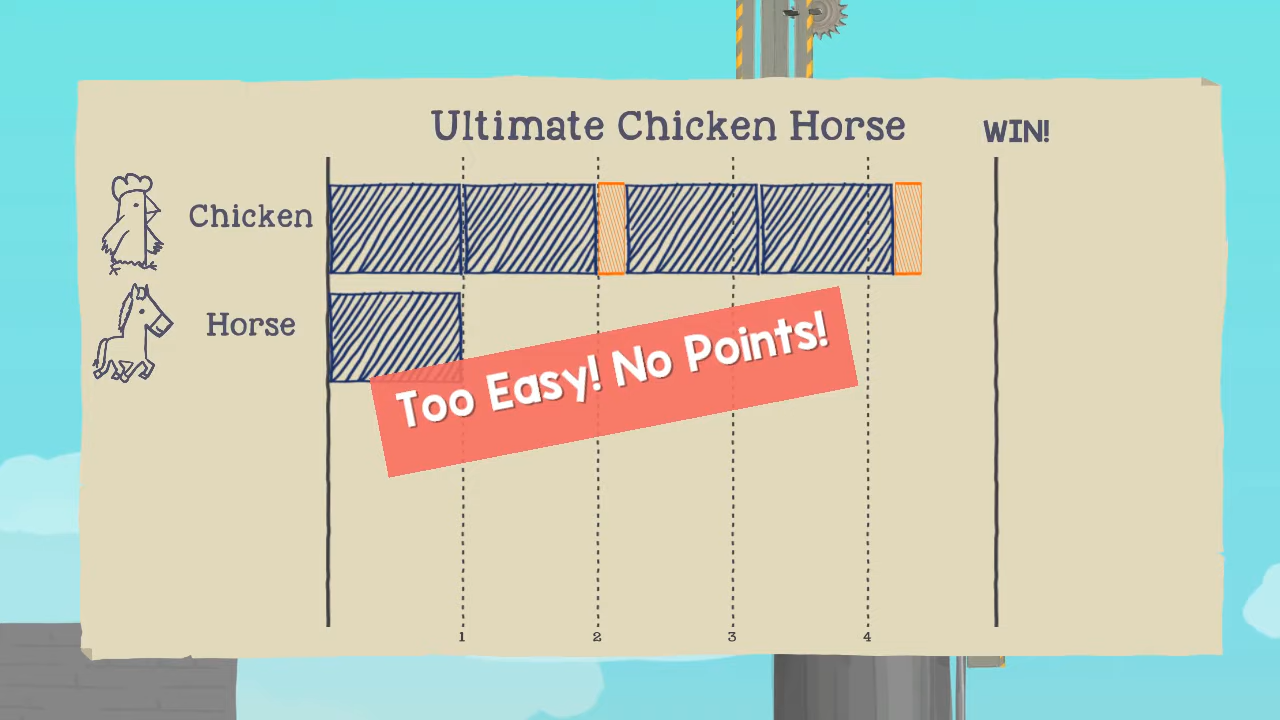 Ultimate Chicken Horse
WIN!
Chicken
Horse
Too Easy! No Points!
1 2 3 4